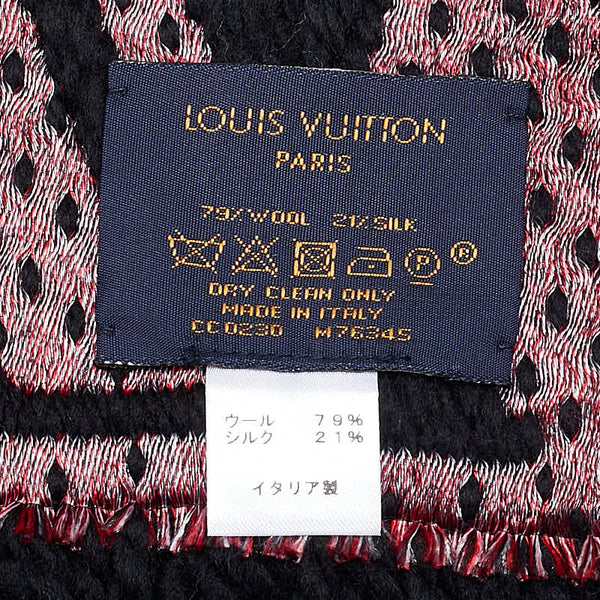 LOUIS VUITTON
PARIS
79% WOOL 21% SILK
P ®
DRY CLEAN ONLY
MADE IN ITALY
CC0230 M76245
ウール 79%
シルク 21%
イタリア製